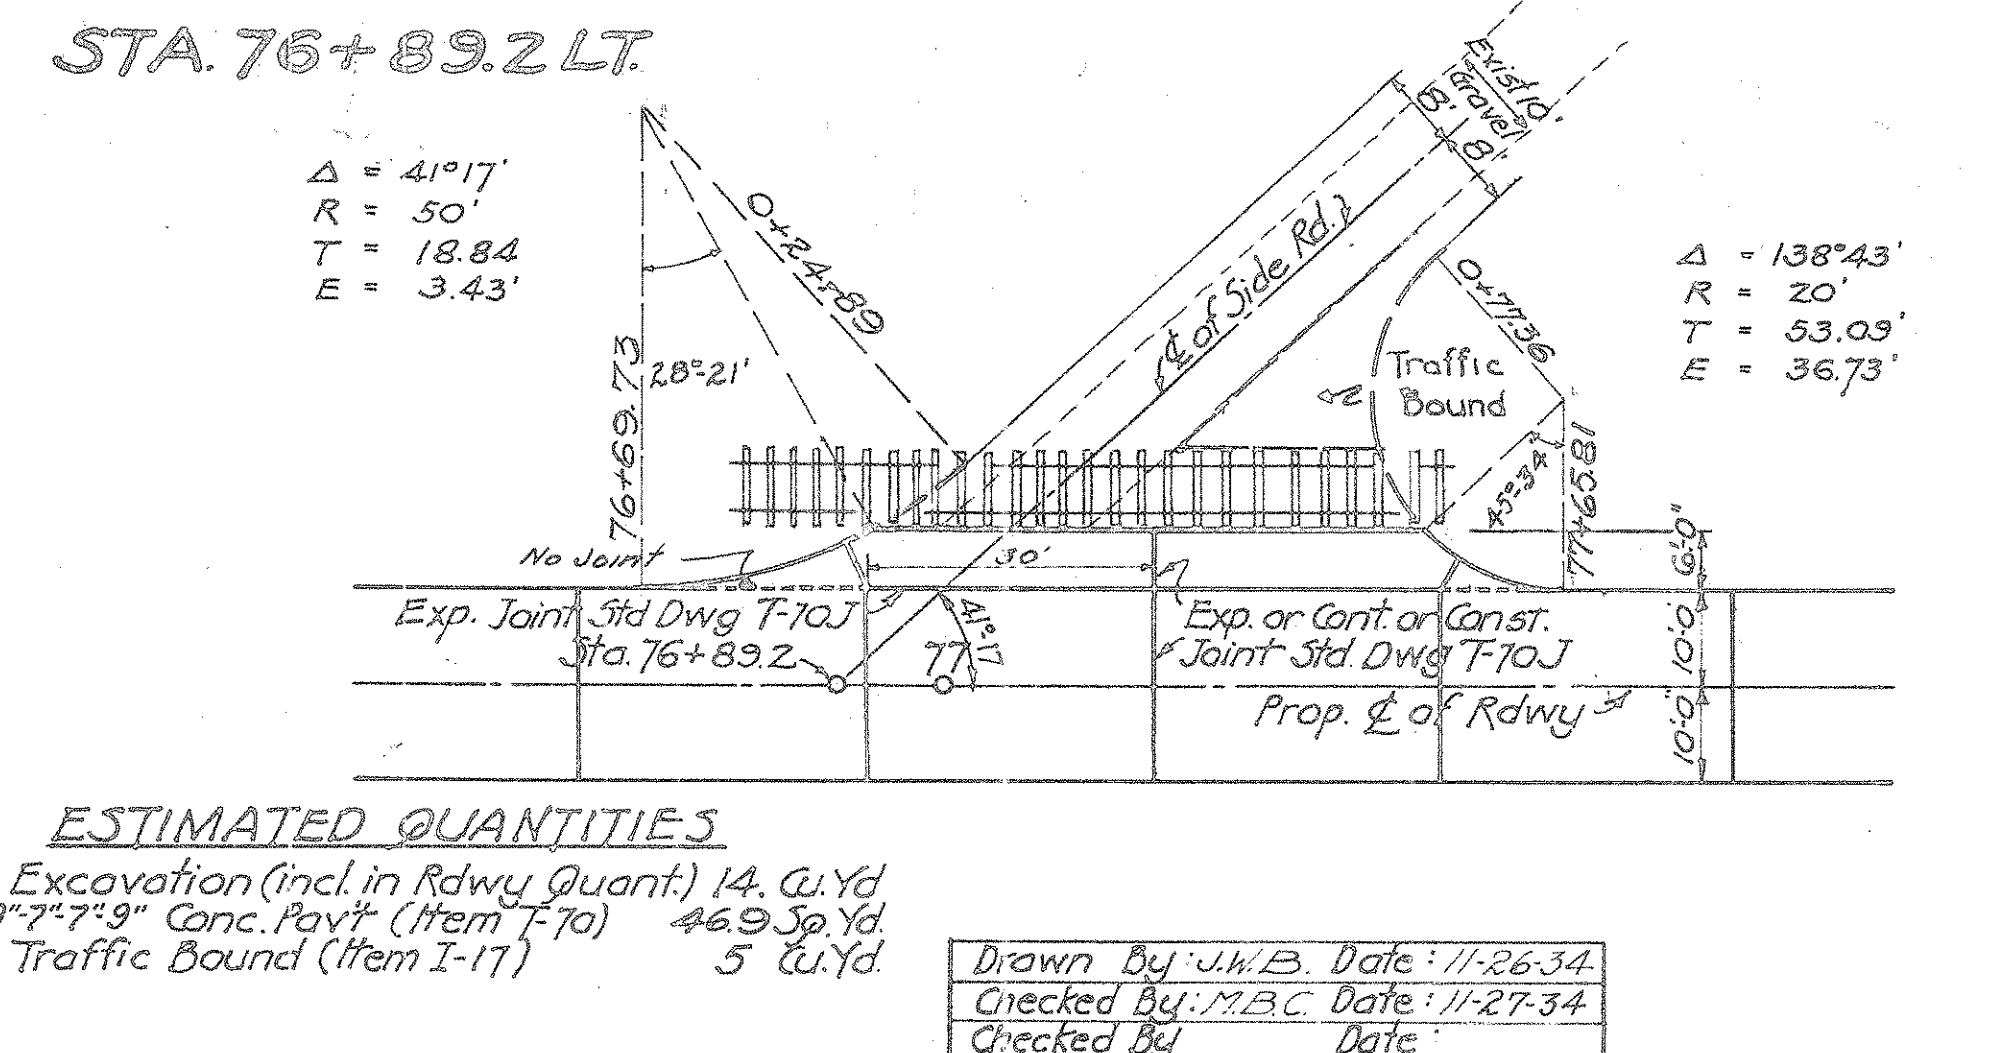 STA. 76+89.2 LT.
Δ = 41°17'
R = 50'
T = 18.84
E = 3.43'
0+24.89
76+69.73
28°-21'
Exist 10'
Gravel
8'
8'
℄ of Side Rd.
0+77.36
Traffic
Bound
2
45°-34'
77+65.81
Δ = 138°43'
R = 20'
T = 53.09'
E = 36.73'
No Joint
30'
6'-0"
Exp. Joint Std Dwg T-70J
Sta. 76+89.2
77
41°-17'
Exp. or Cont. or Const.
Joint Std. Dwg T-70J
10'-0"
Prop. ℄ of Rdwy
10'-0"
ESTIMATED QUANTITIES
Excavation (incl. in Rdwy Quant.) 14. Cu. Yd
9"-7"-7"-9" Conc. Pav't (Item T-70) 46.9 Sq. Yd.
Traffic Bound (Item I-17) 5 Cu. Yd.
Drawn By: J.W.B. Date: 11-26-34
Checked By: M.B.C. Date: 11-27-34
Checked By Date: